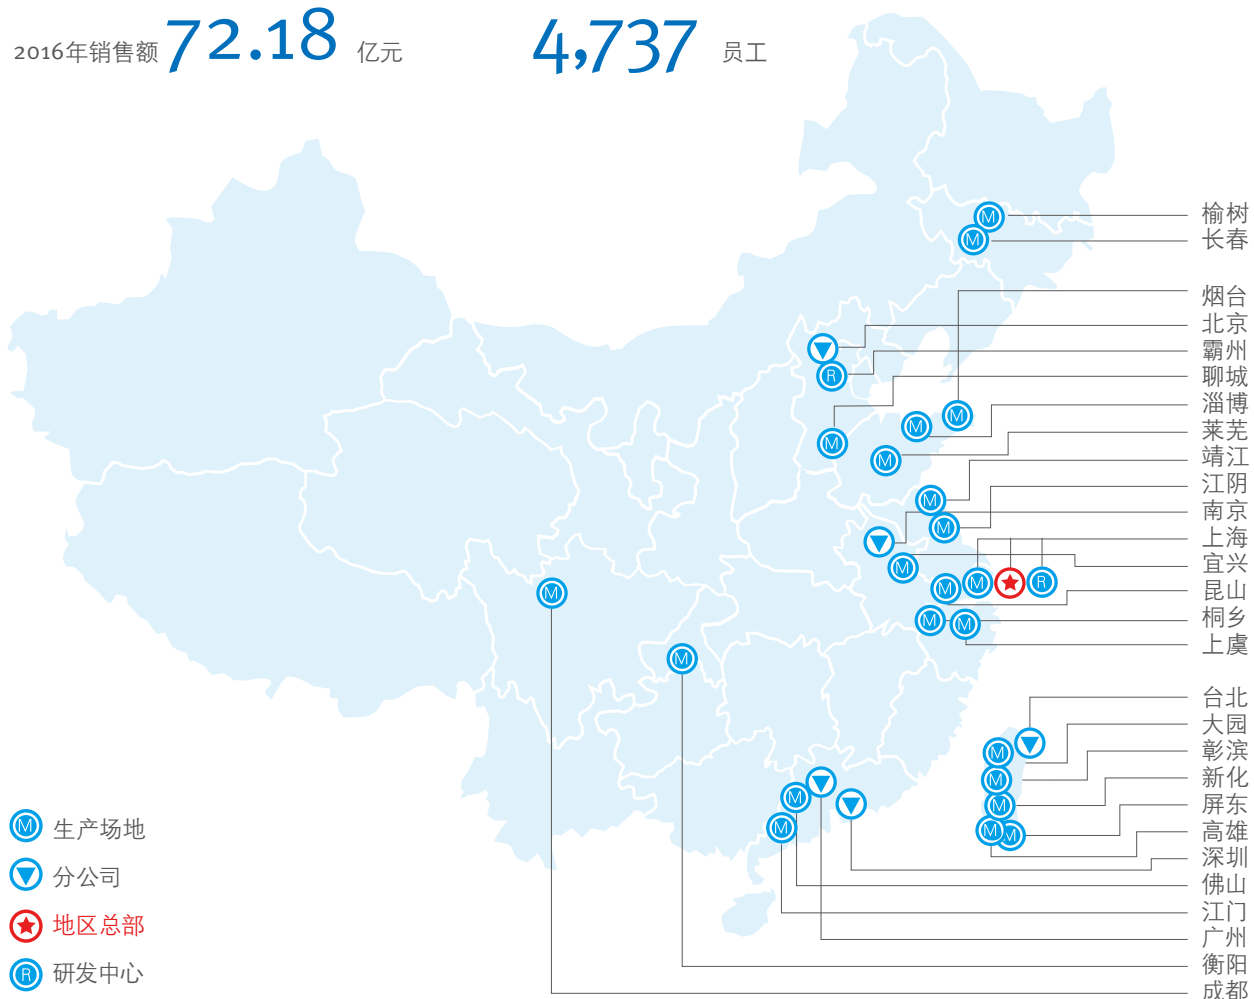 2016年销售额 72.18 亿元 4,737 员工
榆树
长春
烟台
北京
霸州
聊城
淄博
莱芜
靖江
江阴
南京
上海
宜兴
昆山
桐乡
上虞
台北
大园
彰滨
新化
屏东
高雄
深圳
佛山
江门
广州
衡阳
成都
M
M
R
M
M
M
M
M
M
M
M
M
R
M
M
M
M
M
M
M
M
M
M
M
M 生产场地
分公司
地区总部
R 研发中心